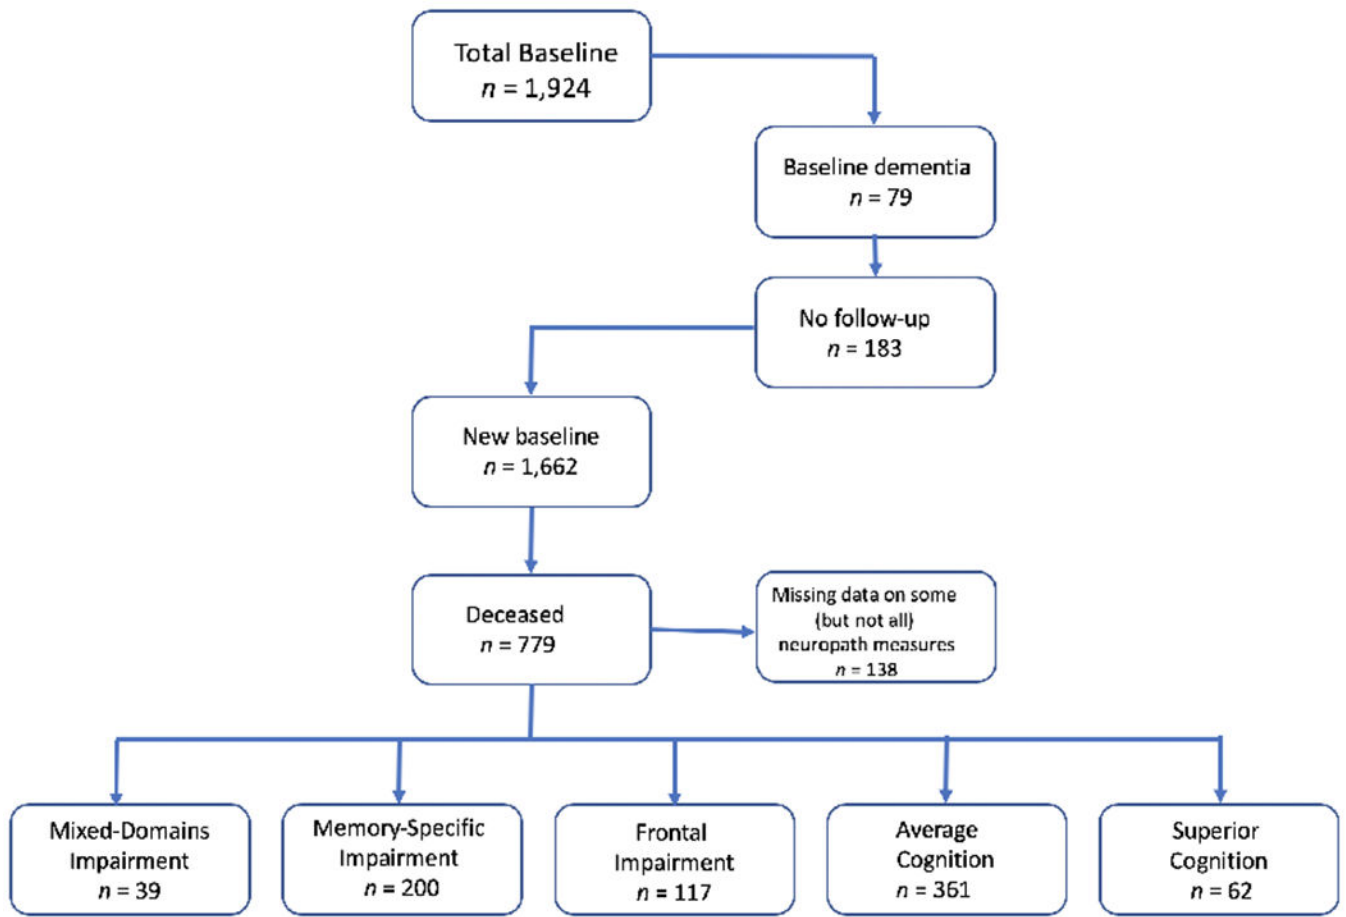 Total Baseline
n = 1,924
Baseline dementia
n = 79
No follow-up
n = 183
New baseline
n = 1,662
Deceased
n = 779
Missing data on some
(but not all)
neuropath measures
n = 138
Mixed-Domains
Impairment
n = 39
Memory-Specific
Impairment
n = 200
Frontal
Impairment
n = 117
Average
Cognition
n = 361
Superior
Cognition
n = 62